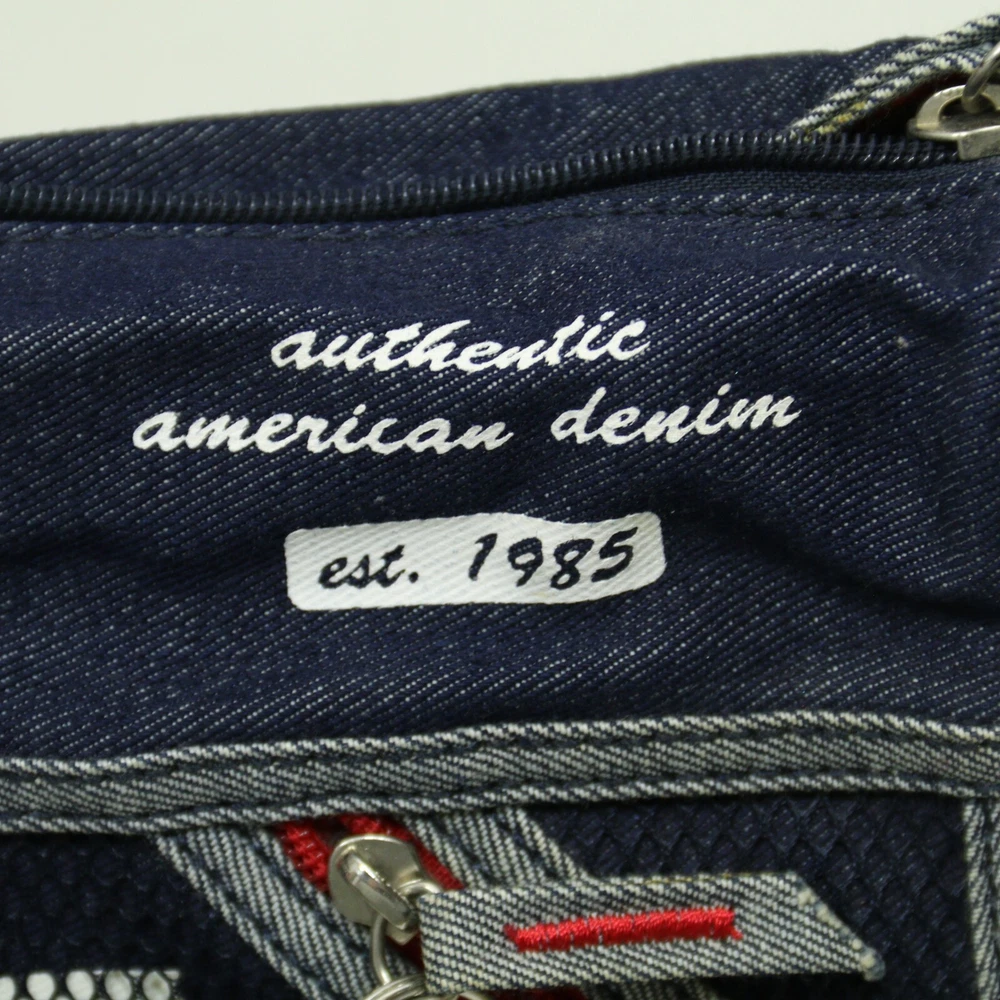 authentic
american denim
est. 1985